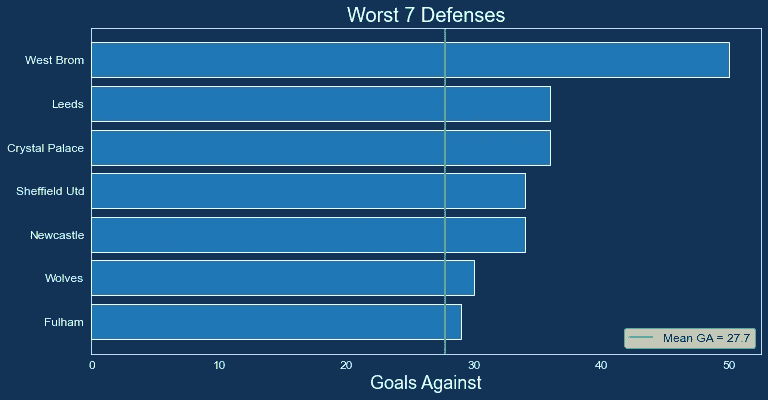 Worst 7 Defenses
West Brom
Leeds
Crystal Palace
Sheffield Utd
Newcastle
Wolves
Fulham
Mean GA = 27.7
0 10 20 30 40 50
Goals Against